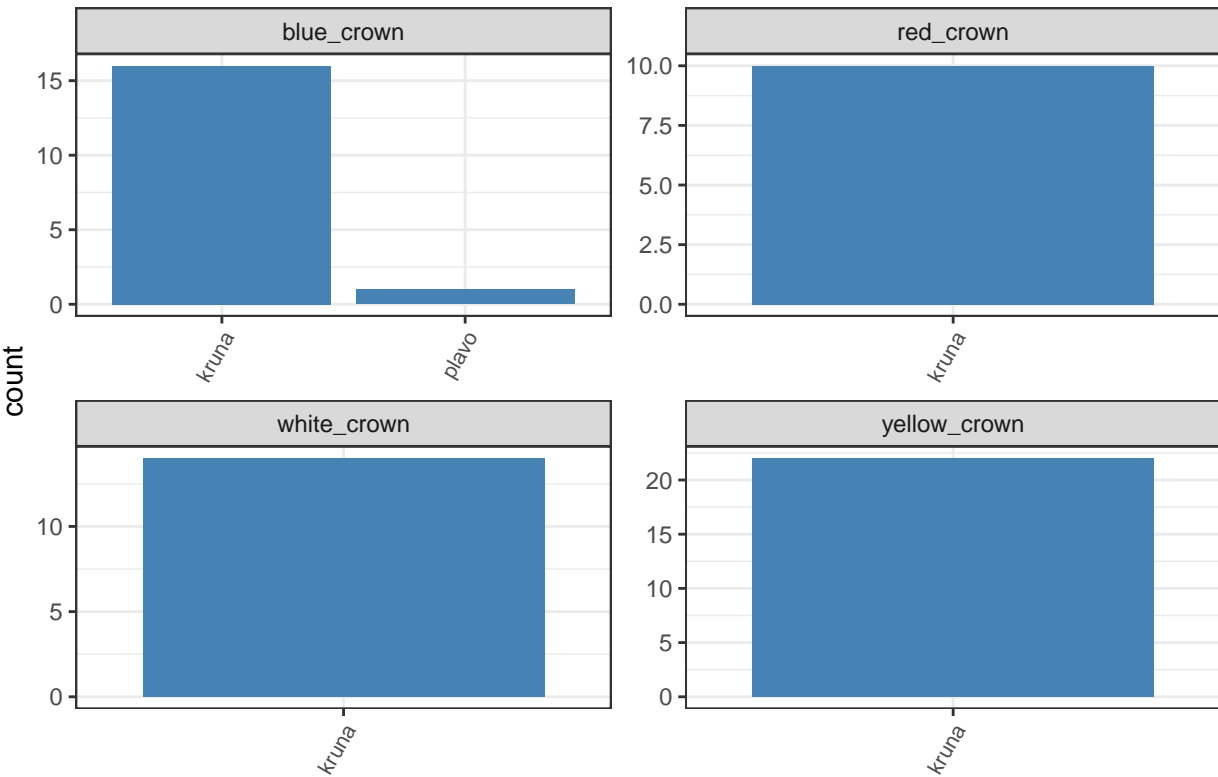 blue_crown
red_crown
15
10
5
0
10.0
7.5
5.0
2.5
0.0
kruna
plavo
kruna
count
white_crown
yellow_crown
10
5
0
20
15
10
5
0
kruna
kruna